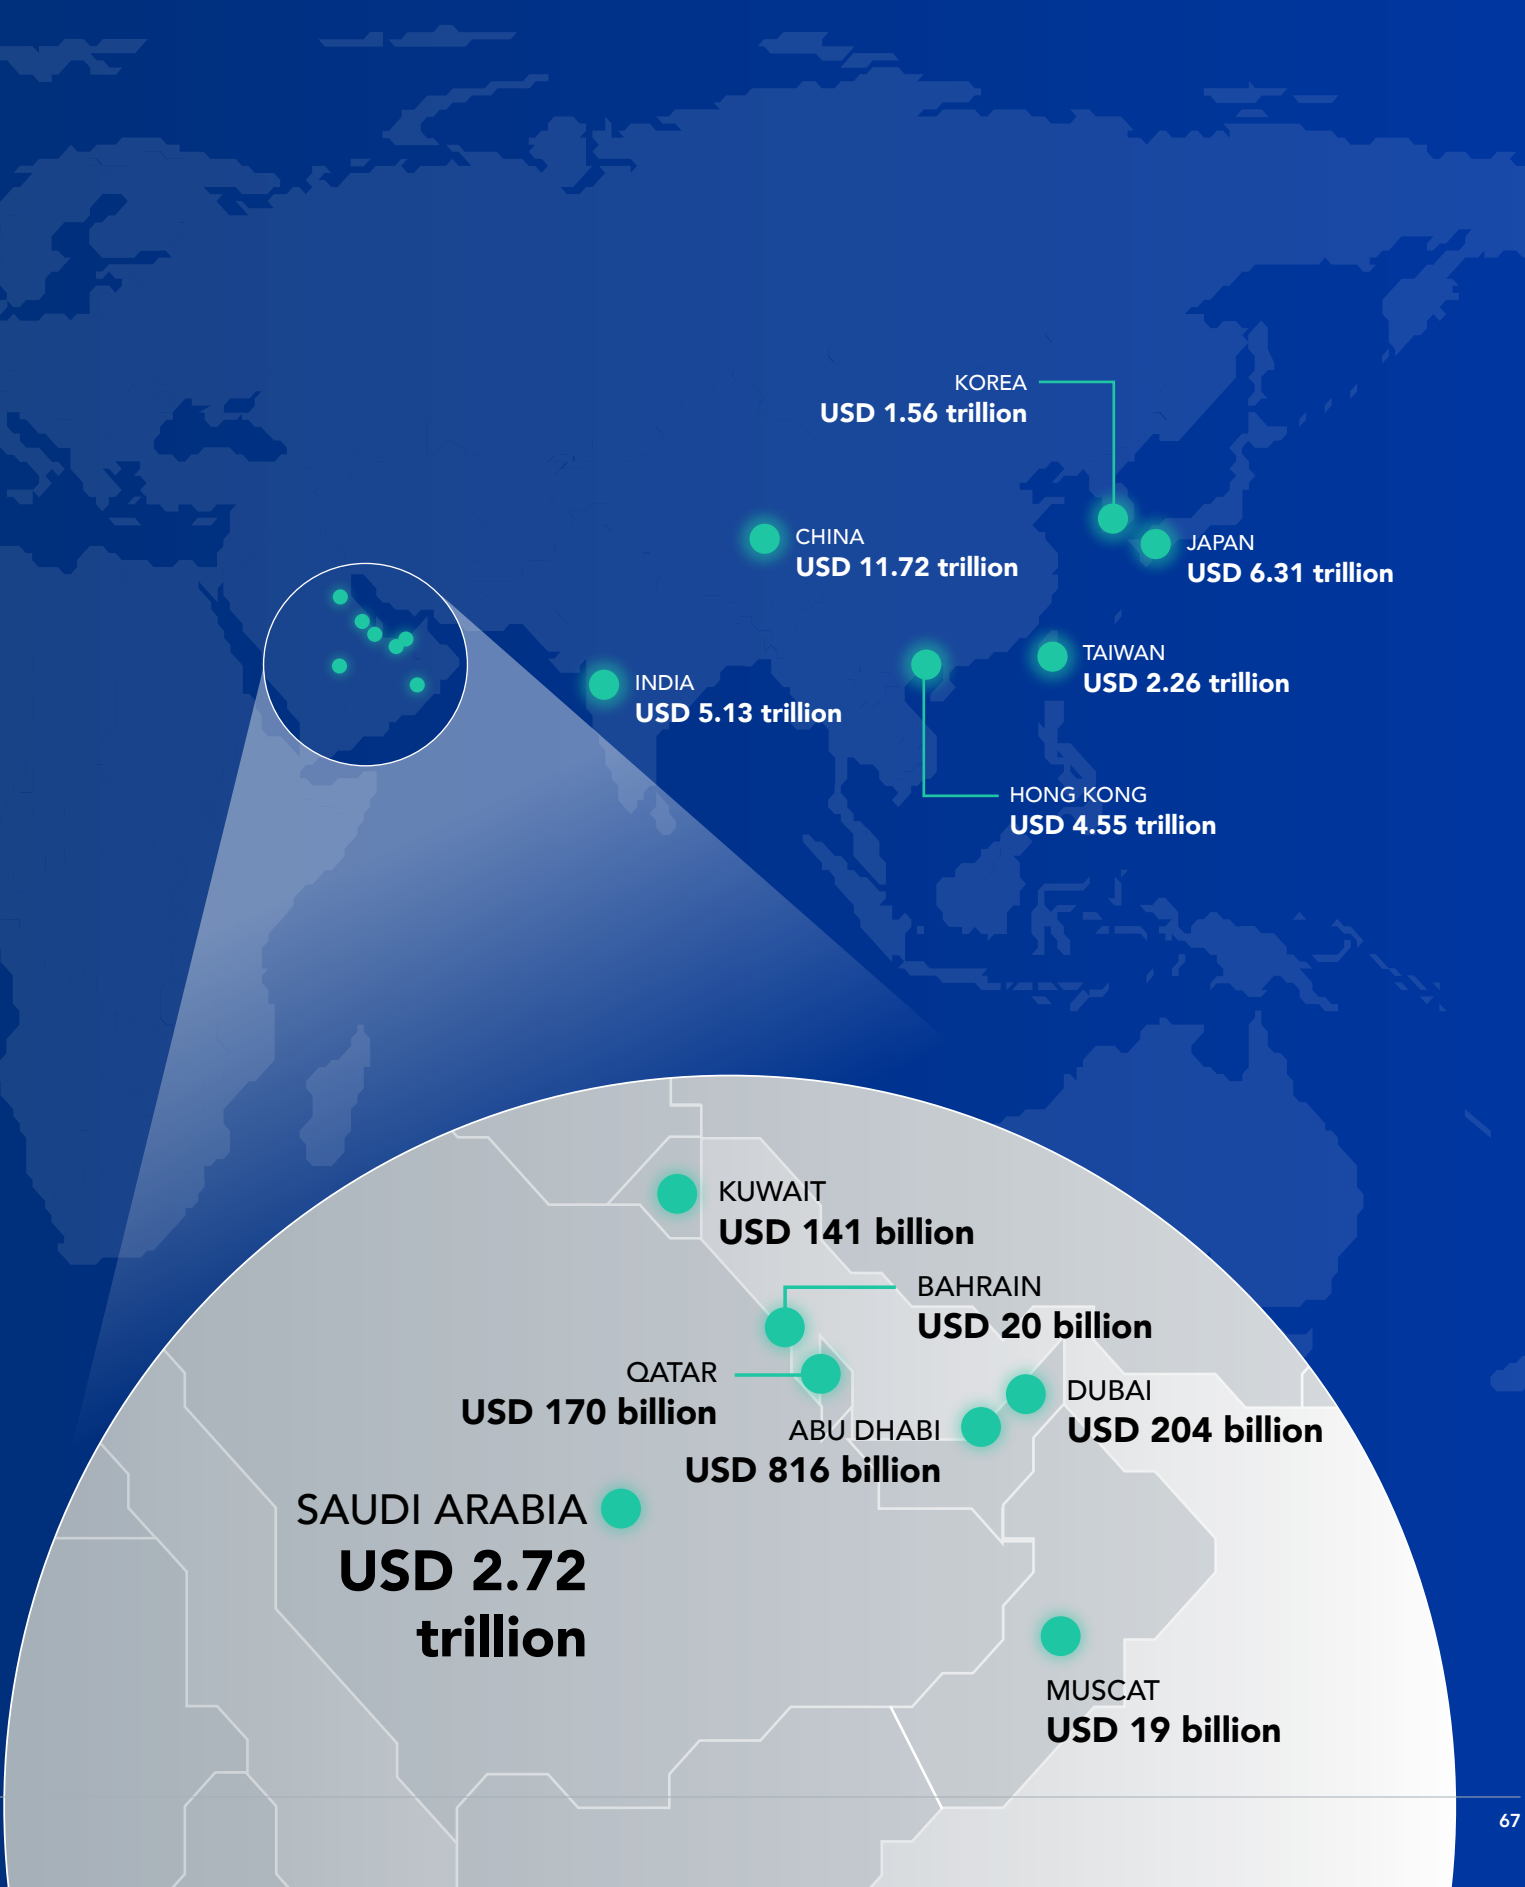 KOREA
USD 1.56 trillion
CHINA
USD 11.72 trillion
JAPAN
USD 6.31 trillion
TAIWAN
USD 2.26 trillion
INDIA
USD 5.13 trillion
HONG KONG
USD 4.55 trillion
KUWAIT
USD 141 billion
BAHRAIN
USD 20 billion
QATAR
USD 170 billion
DUBAI
USD 204 billion
ABU DHABI
USD 816 billion
SAUDI ARABIA
USD 2.72
trillion
MUSCAT
USD 19 billion
67